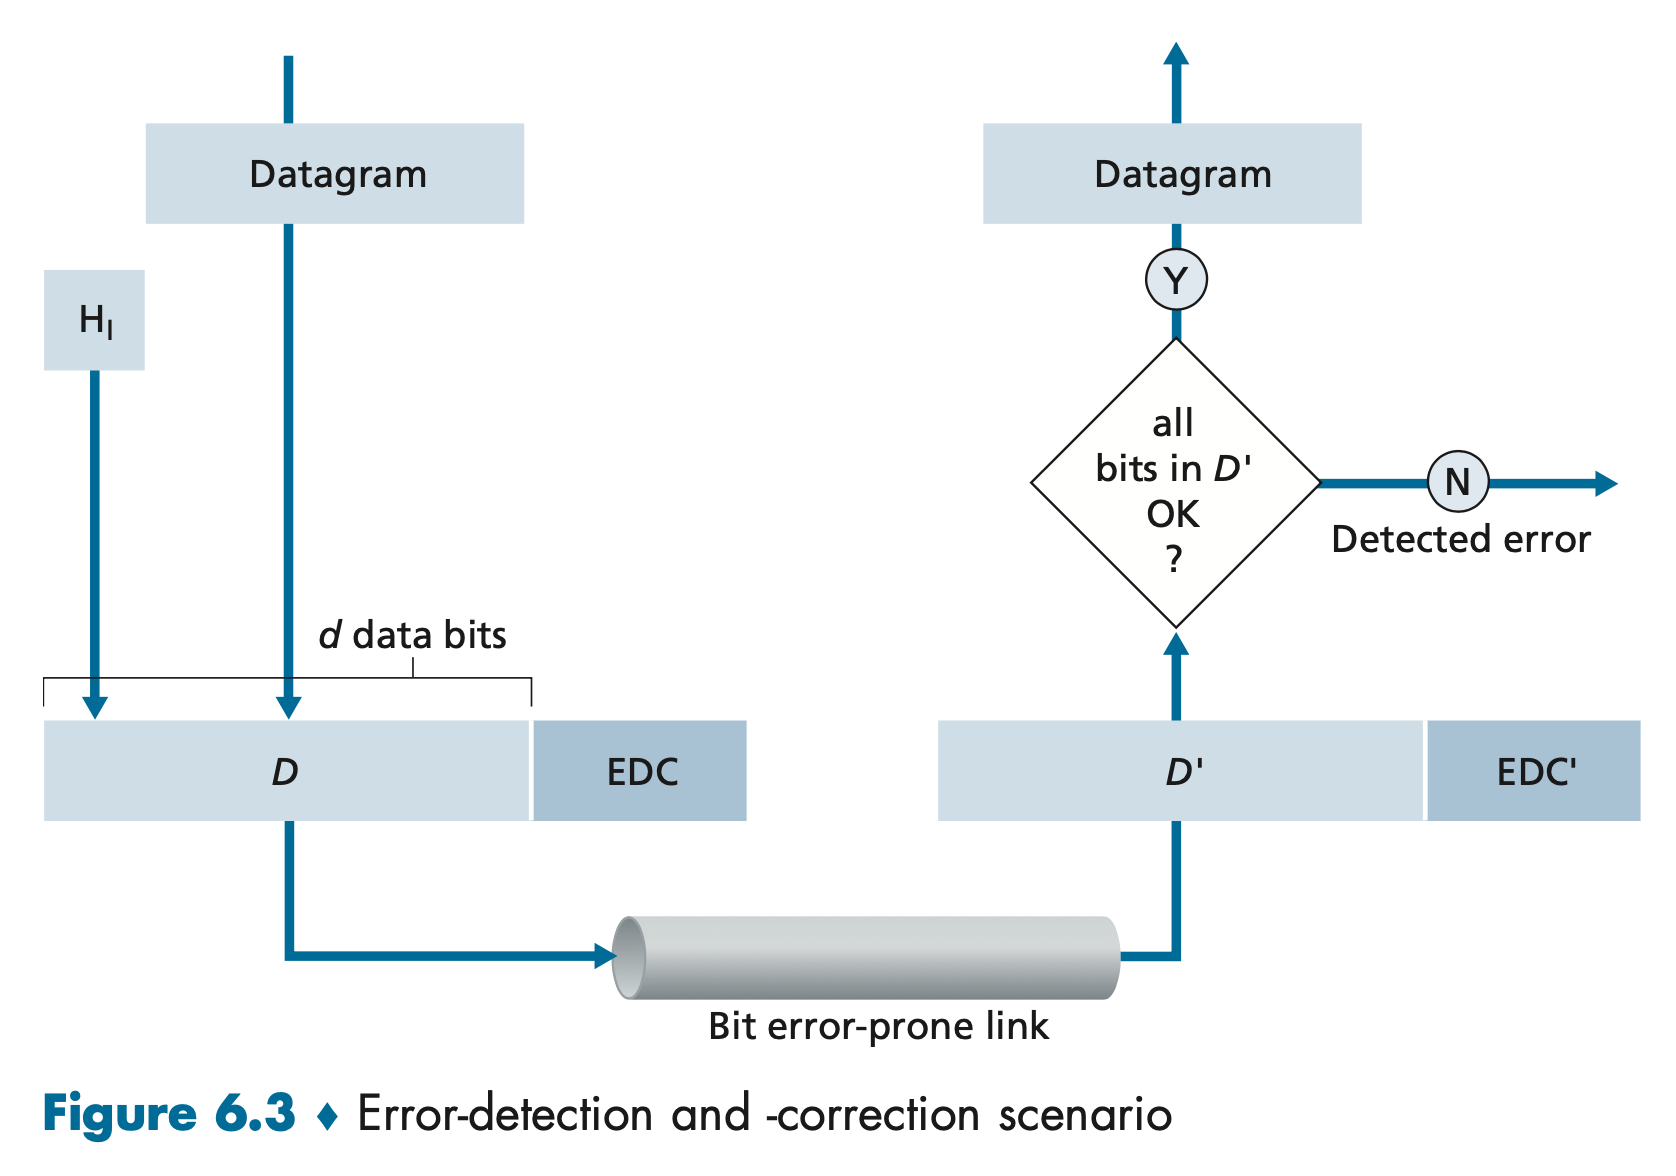 Datagram
H_l
d data bits
D
EDC
Bit error-prone link
Datagram
Y
all
bits in D'
OK
?
N
Detected error
D'
EDC'
Figure 6.3 ♦ Error-detection and -correction scenario